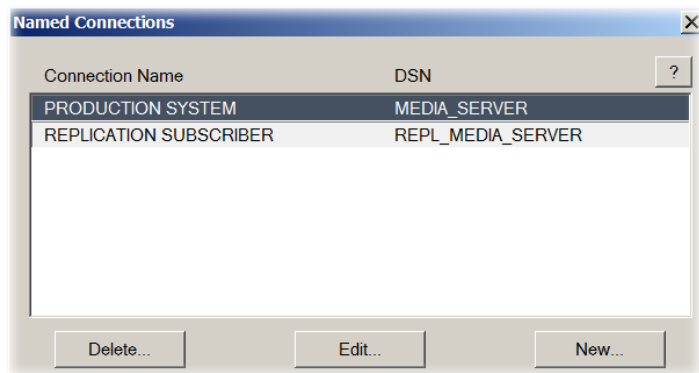 Named Connections
Connection Name DSN ?
PRODUCTION SYSTEM MEDIA_SERVER
REPLICATION SUBSCRIBER REPL_MEDIA_SERVER
Delete... Edit... New...